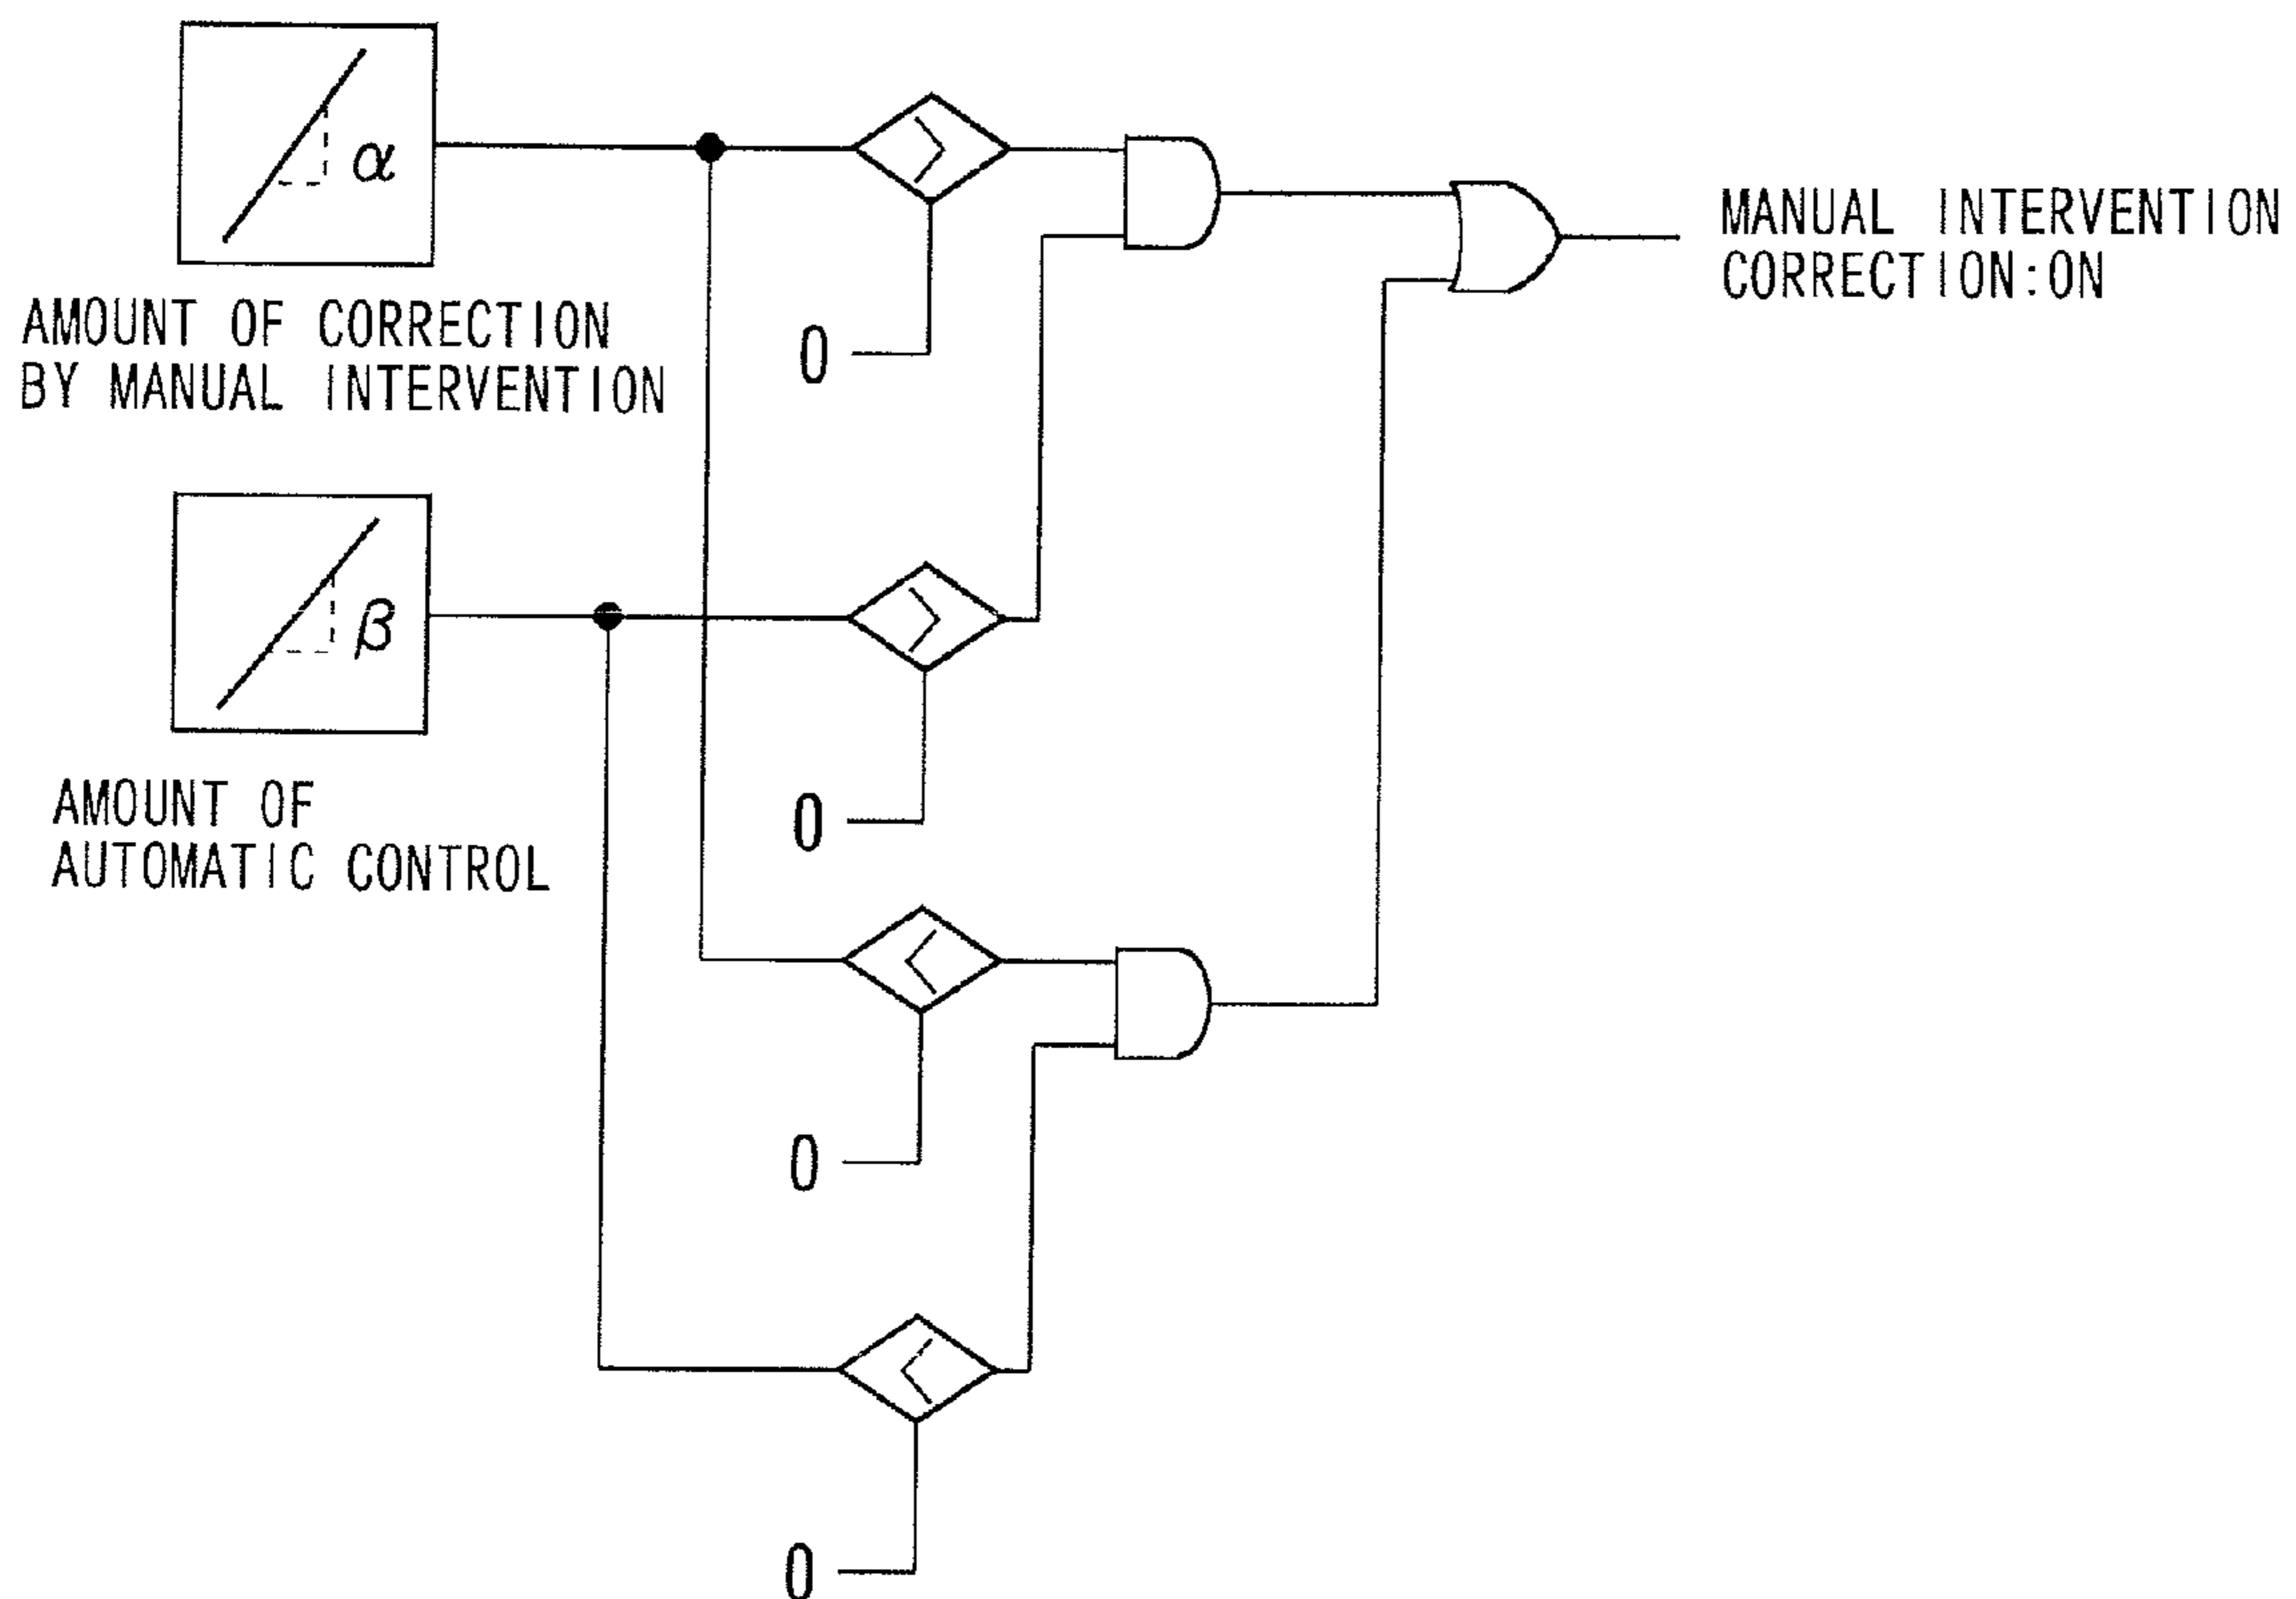 α
AMOUNT OF CORRECTION
BY MANUAL INTERVENTION
>
0
MANUAL INTERVENTION
CORRECTION:ON
β
AMOUNT OF
AUTOMATIC CONTROL
>
0
<
0
<
0